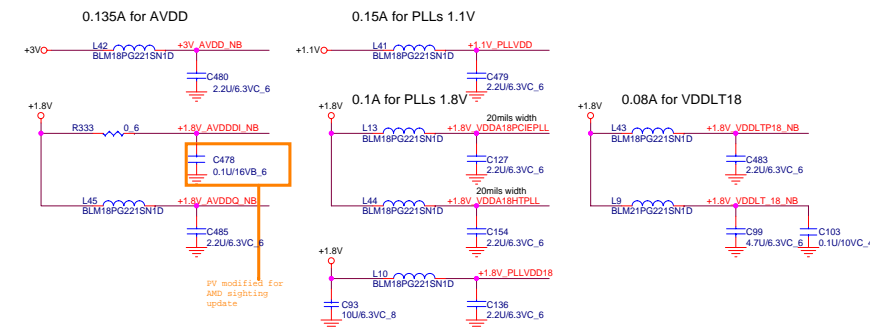 0.135A for AVDD
+3V
L42
+3V_AVDD_NB
BLM18PG221SN1D
C480
2.2U/6.3VC_6
+1.8V
R333
0_6
+1.8V_AVDDDI_NB
C478
0.1U/16VB_6
L45
+1.8V_AVDDQ_NB
BLM18PG221SN1D
C485
2.2U/6.3VC_6
PV modified for
AMD sighting
update
0.15A for PLLs 1.1V
+1.1V
L41
+1.1V_PLLVDD
BLM18PG221SN1D
C479
2.2U/6.3VC_6
0.1A for PLLs 1.8V
+1.8V
20mils width
L13
+1.8V_VDDA18PCIEPLL
BLM18PG221SN1D
C127
2.2U/6.3VC_6
20mils width
L44
+1.8V_VDDA18HTPLL
BLM18PG221SN1D
C154
2.2U/6.3VC_6
+1.8V
L10
+1.8V_PLLVDD18
BLM18PG221SN1D
C93
10U/6.3VC_8
C136
2.2U/6.3VC_6
0.08A for VDDLT18
+1.8V
L43
+1.8V_VDDLTP18_NB
BLM18PG221SN1D
C483
2.2U/6.3VC_6
L9
+1.8V_VDDLT_18_NB
BLM21PG221SN1D
C99
4.7U/6.3VC_6
C103
0.1U/10VC_4